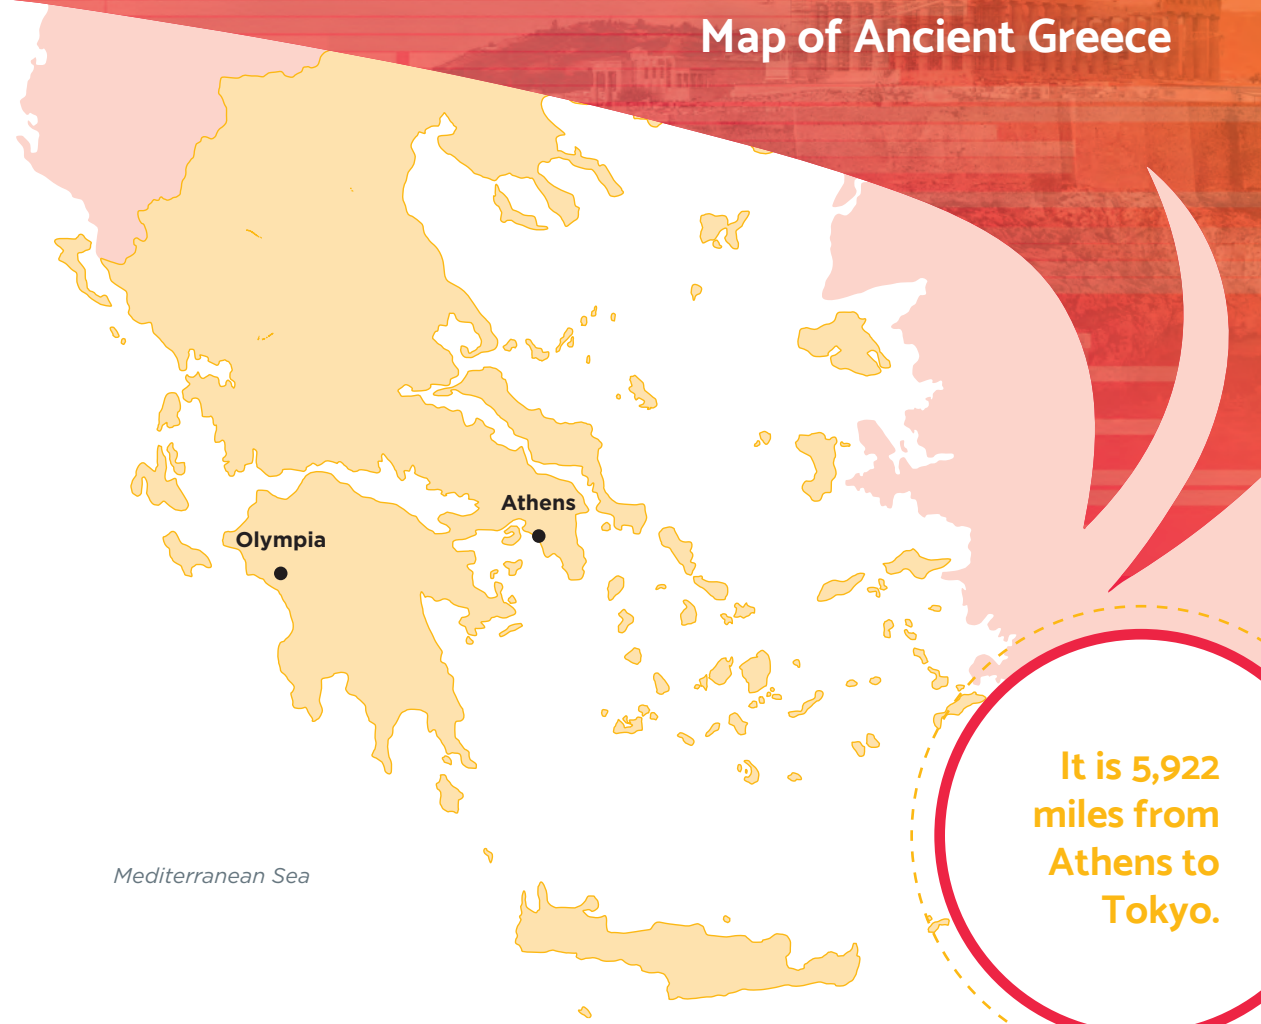 Map of Ancient Greece
Athens
Olympia
It is 5,922
miles from
Athens to
Tokyo.
Mediterranean Sea